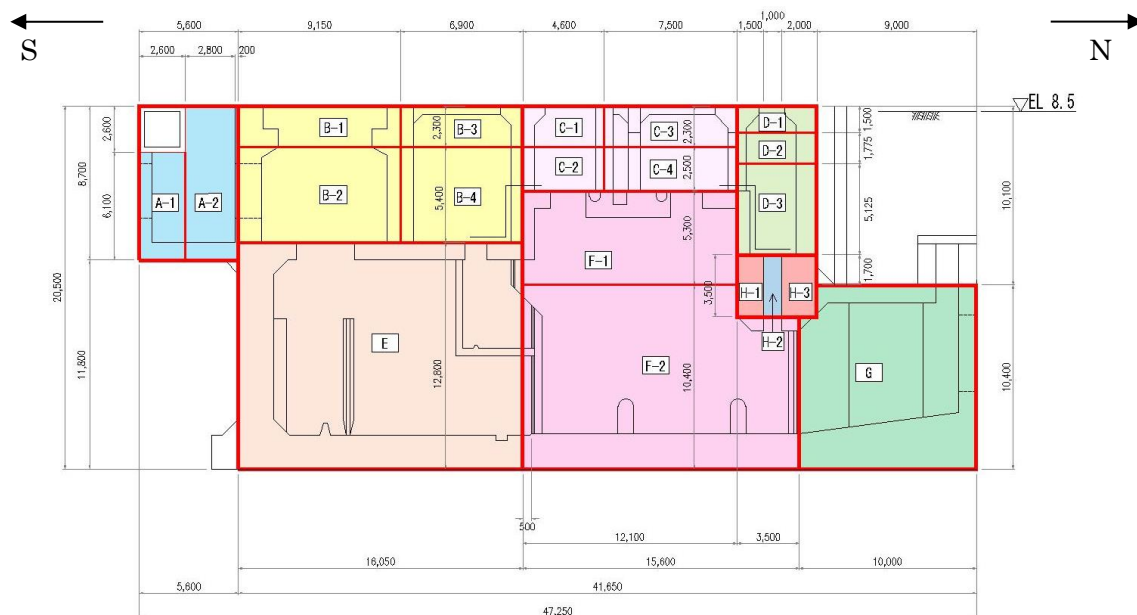 S
N
5,600
9,150
6,900
4,600
7,500
1,500
1,000
2,000
9,000
2,600
2,800
200
EL 8.5
20,500
8,700
2,600
6,100
11,800
A-1
A-2
B-1
B-2
B-3
B-4
2,300
5,400
12,800
C-1
C-2
C-3
C-4
2,300
2,500
5,300
10,400
D-1
D-2
D-3
1,500
1,775
5,125
1,700
10,100
10,400
E
F-1
F-2
3,500
H-1
H-3
H-2
G
500
12,100
3,500
16,050
15,600
10,000
5,600
41,650
47,250